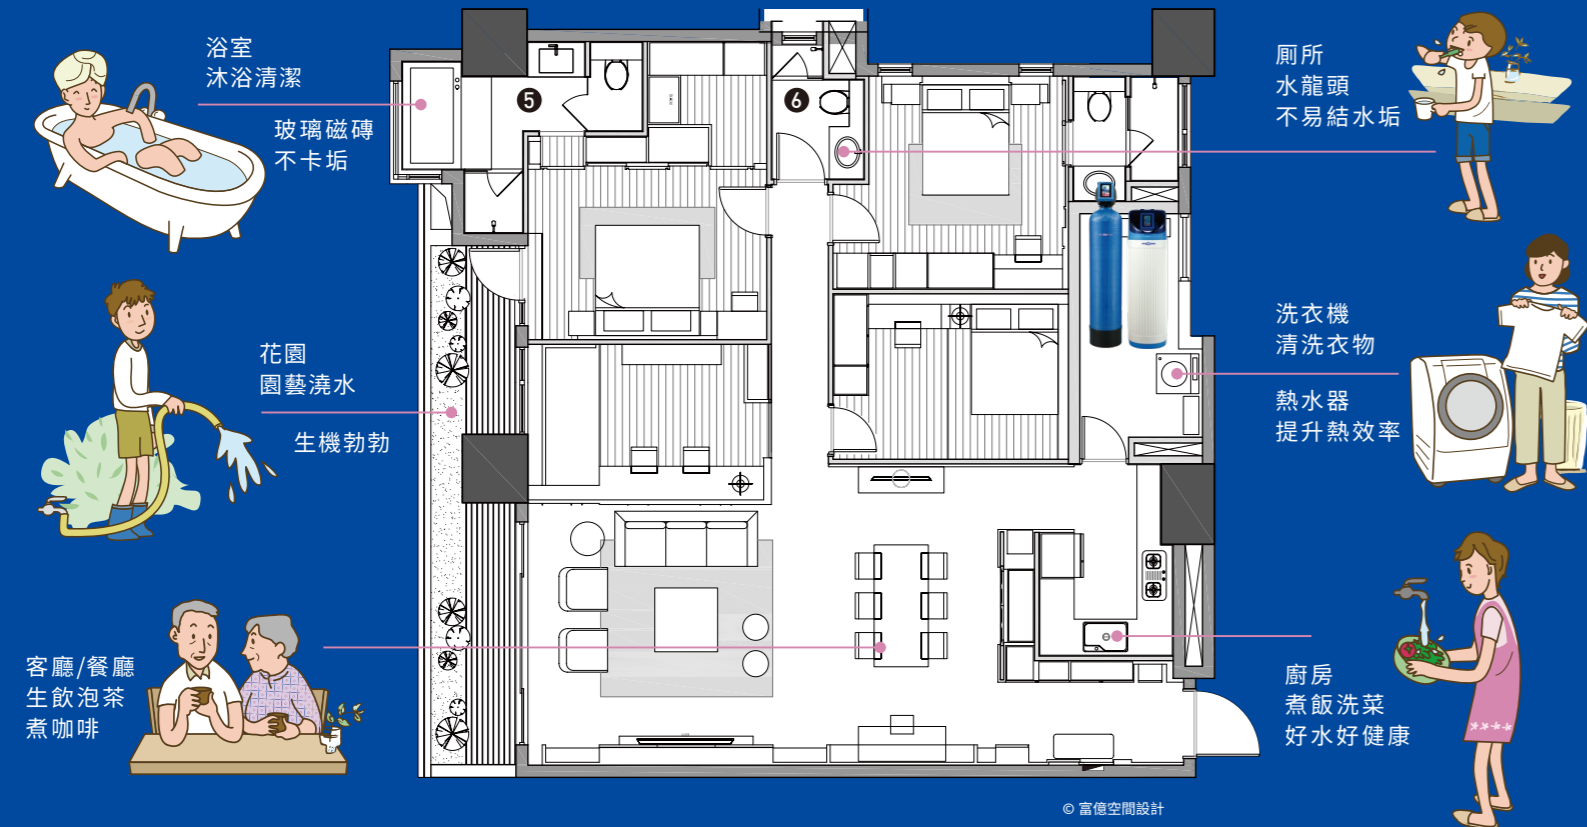 浴室
沐浴清潔
玻璃磁磚
不卡垢
5
6
廁所
水龍頭
不易結水垢
花園
園藝澆水
生機勃勃
洗衣機
清洗衣物
熱水器
提升熱效率
客廳/餐廳
生飲泡茶
煮咖啡
廚房
煮飯洗菜
好水好健康
© 富億空間設計